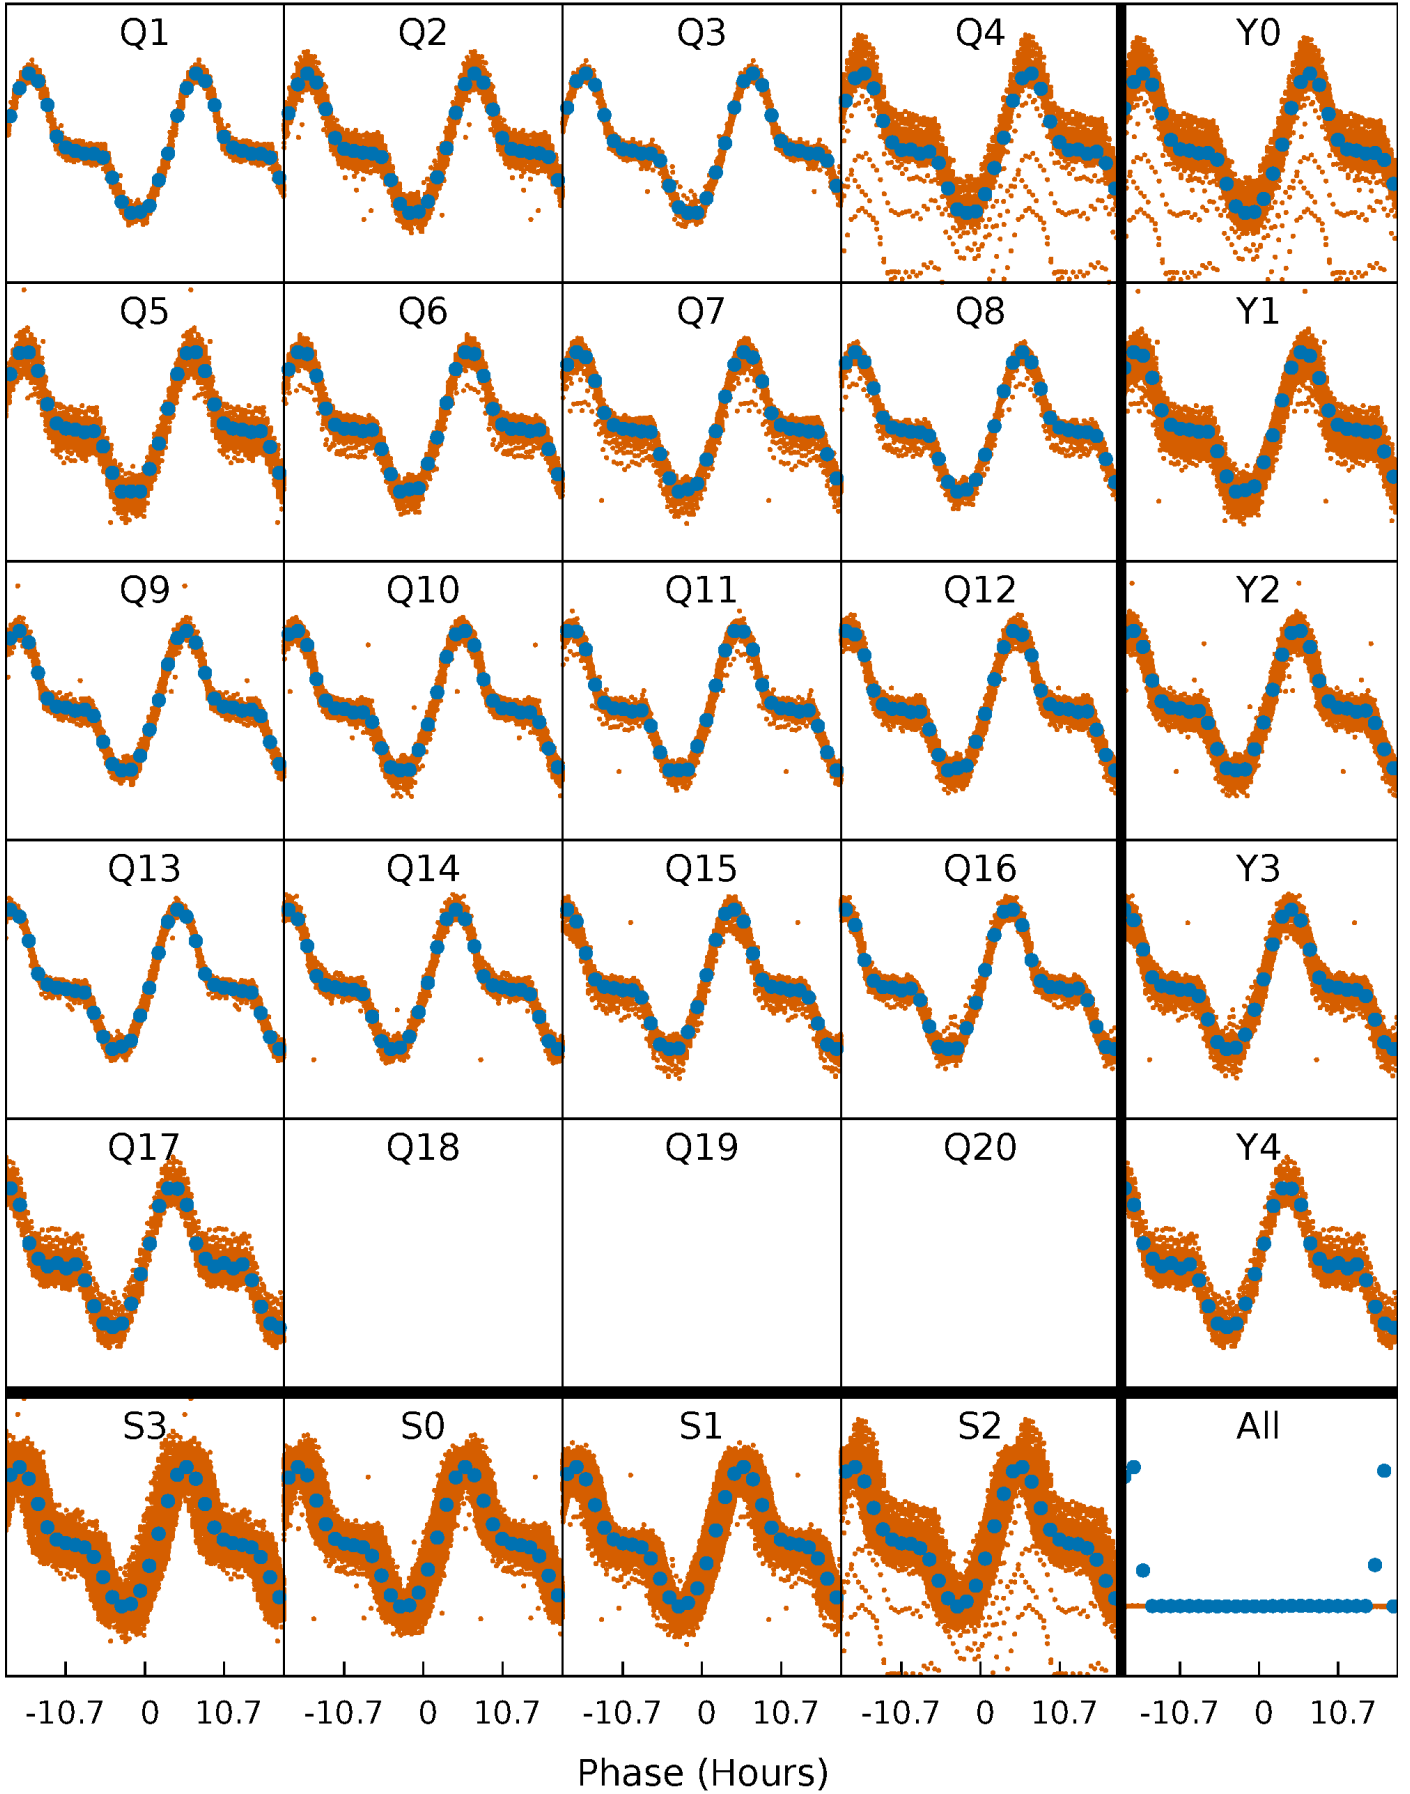 Q1 Q2 Q3 Q4 Y0
Q5 Q6 Q7 Q8 Y1
Q9 Q10 Q11 Q12 Y2
Q13 Q14 Q15 Q16 Y3
Q17 Q18 Q19 Q20 Y4
S3 S0 S1 S2 All
-10.7 0 10.7 -10.7 0 10.7 -10.7 0 10.7 -10.7 0 10.7 -10.7 0 10.7
Phase (Hours)